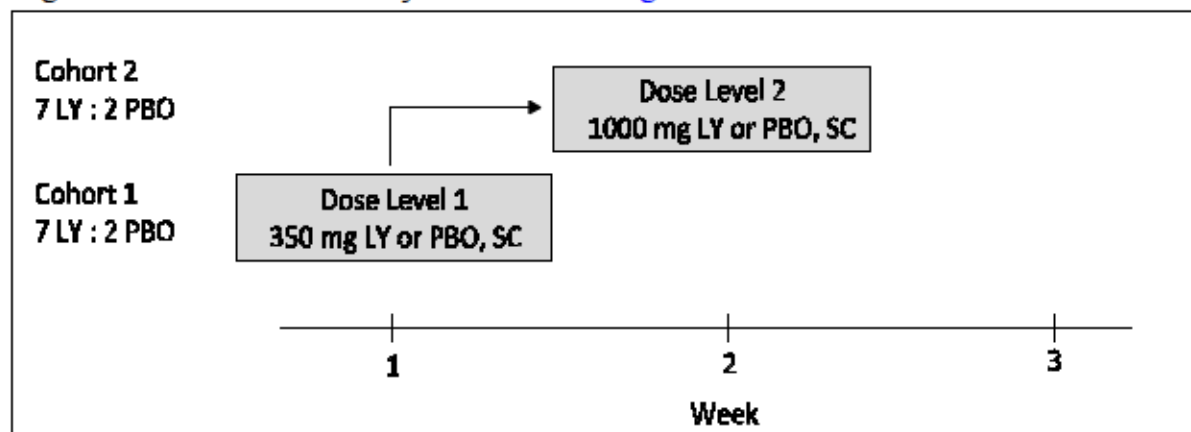 Cohort 2
7 LY : 2 PBO
Dose Level 2
1000 mg LY or PBO, SC
Cohort 1
7 LY : 2 PBO
Dose Level 1
350 mg LY or PBO, SC
1
2
3
Week